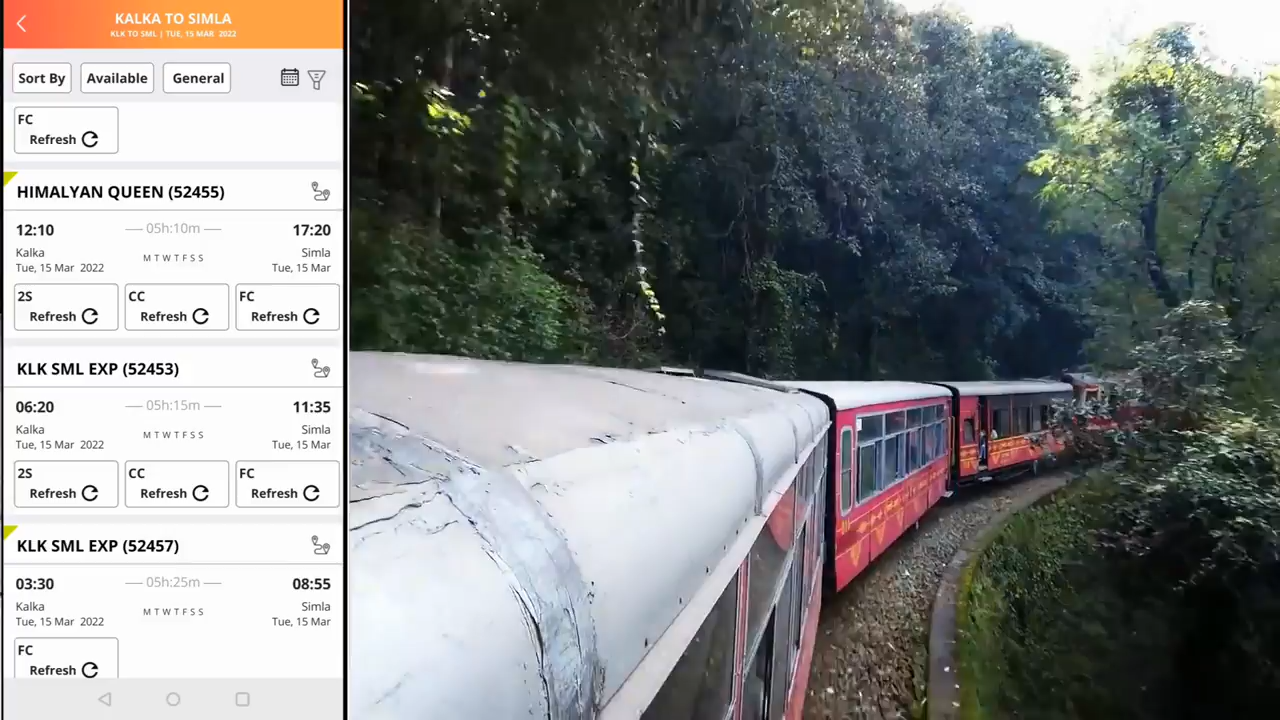 KALKA TO SIMLA
KLK TO SML | TUE, 15 MAR 2022
Sort By Available General
FC
Refresh
HIMALYAN QUEEN (52455)
12:10 05h:10m 17:20
Kalka M T W T F S S Simla
Tue, 15 Mar 2022 Tue, 15 Mar
2S CC FC
Refresh Refresh Refresh
KLK SML EXP (52453)
06:20 05h:15m 11:35
Kalka M T W T F S S Simla
Tue, 15 Mar 2022 Tue, 15 Mar
2S CC FC
Refresh Refresh Refresh
KLK SML EXP (52457)
03:30 05h:25m 08:55
Kalka M T W T F S S Simla
Tue, 15 Mar 2022 Tue, 15 Mar
FC
Refresh